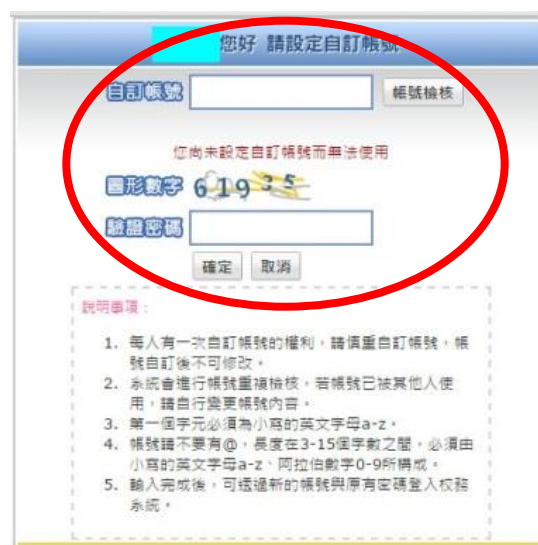 您好 請設定自訂帳號
自訂帳號 帳號檢核
您尚未設定自訂帳號而無法使用
圖形數字 61935
驗證密碼
確定 取消
說明事項：
1. 每人有一次自訂帳號的權利，請慎重自訂帳號，帳
號自訂後不可修改。
2. 系統會進行帳號重複檢核，若帳號已被其他人使
用，請自行變更帳號內容。
3. 第一個字元必須為小寫的英文字母a-z。
4. 帳號請不要有@，長度在3-15個字數之間，必須由
小寫的英文字母a-z、阿拉伯數字0-9所構成。
5. 輸入完成後，可透過新的帳號與原有密碼登入校務
系統。